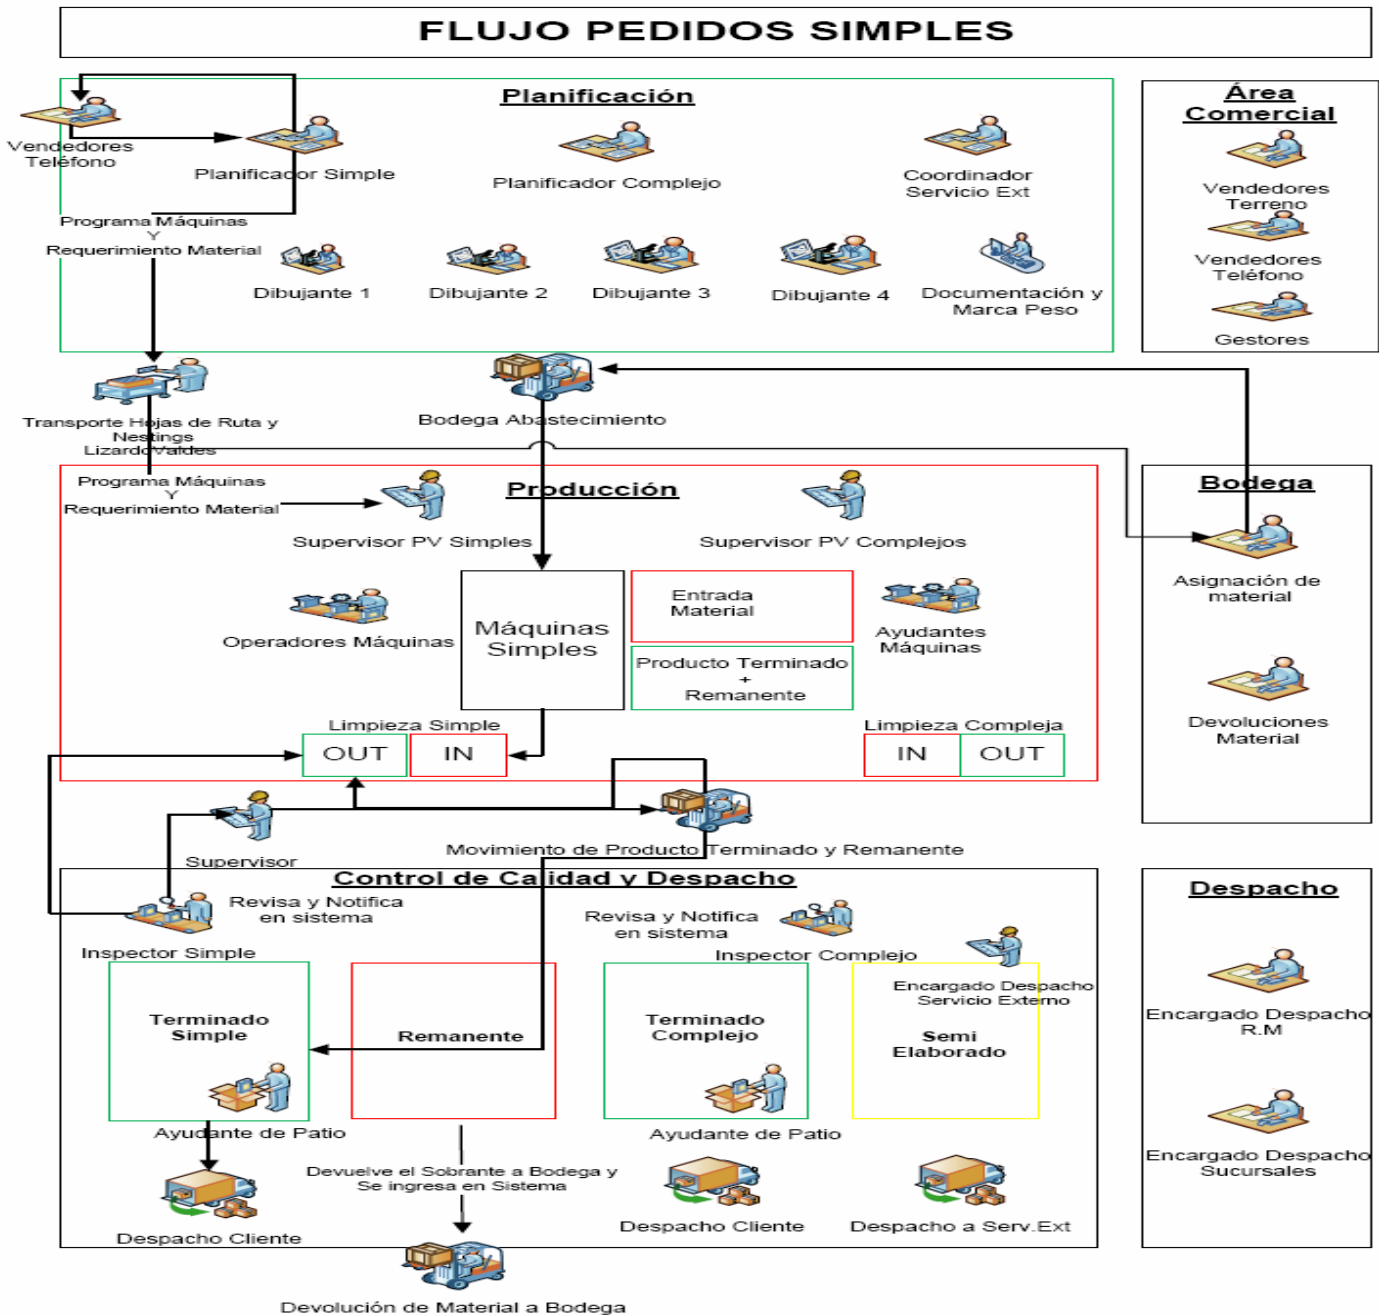 FLUJO PEDIDOS SIMPLES
Planificación
Vendedores
Teléfono
Planificador Simple
Planificador Complejo
Coordinador
Servicio Ext
Programa Máquinas
Y
Requerimiento Material
Dibujante 1
Dibujante 2
Dibujante 3
Dibujante 4
Documentación y
Marca Peso
Área
Comercial
Vendedores
Terreno
Vendedores
Teléfono
Gestores
Transporte Hojas de Ruta y
Nestings
Lizardo Valdes
Bodega Abastecimiento
Producción
Programa Máquinas
Y
Requerimiento Material
Supervisor PV Simples
Supervisor PV Complejos
Operadores Máquinas
Máquinas
Simples
Entrada
Material
Producto Terminado
+
Remanente
Ayudantes
Máquinas
Limpieza Simple
OUT
IN
Limpieza Compleja
IN
OUT
Bodega
Asignación de
material
Devoluciones
Material
Supervisor
Movimiento de Producto Terminado y Remanente
Control de Calidad y Despacho
Revisa y Notifica
en sistema
Inspector Simple
Revisa y Notifica
en sistema
Inspector Complejo
Encargado Despacho
Servicio Externo
Terminado
Simple
Remanente
Terminado
Complejo
Semi
Elaborado
Ayudante de Patio
Ayudante de Patio
Devuelve el Sobrante a Bodega y
Se ingresa en Sistema
Despacho Cliente
Despacho Cliente
Despacho a Serv.Ext
Devolución de Material a Bodega
Despacho
Encargado Despacho
R.M
Encargado Despacho
Sucursales